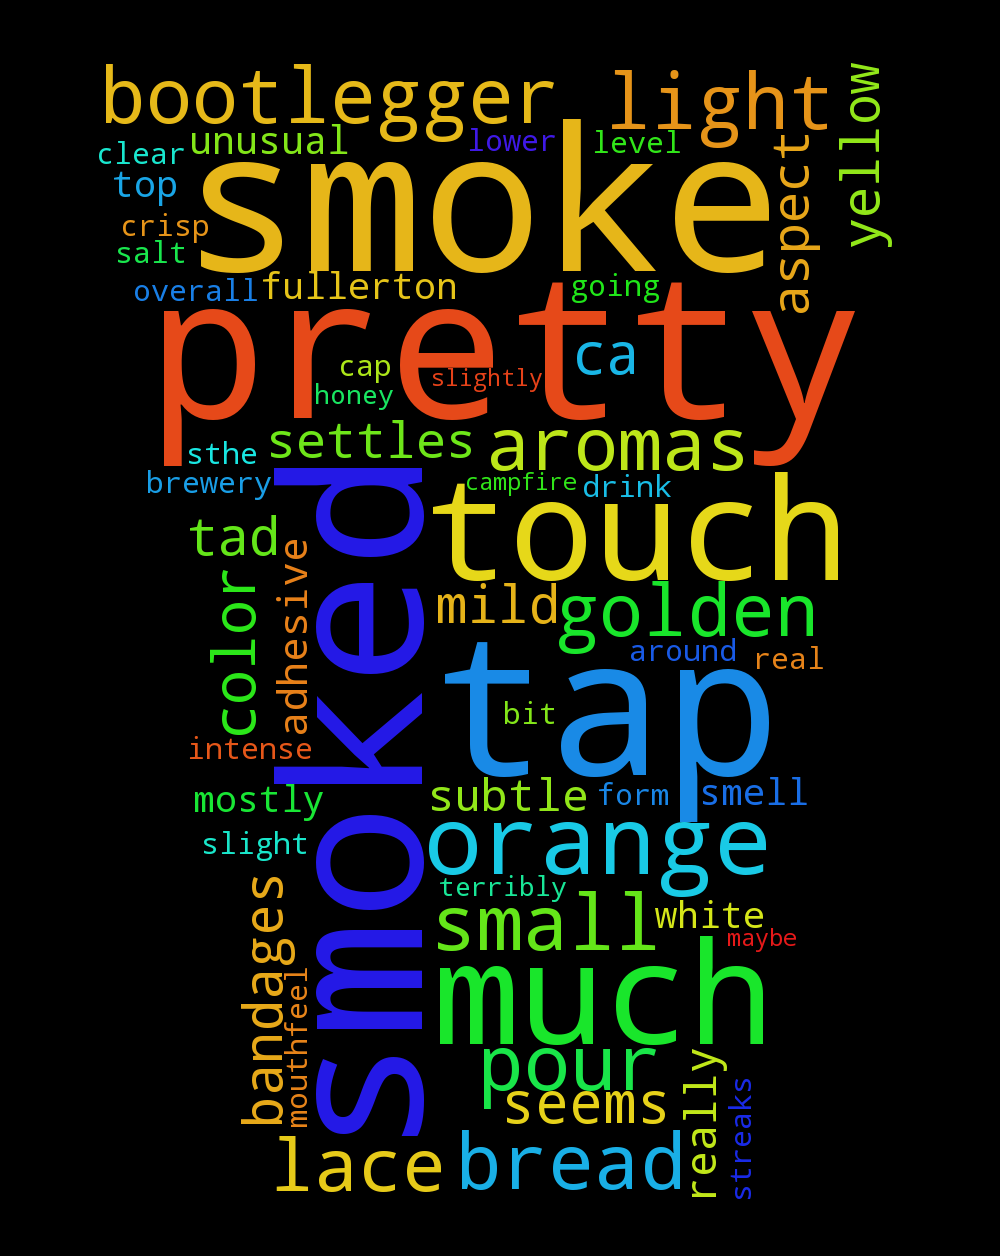 bootlegger
light
yellow
unusual
lower
level
clear
smoke
aspect
top
crisp
salt
overall
fullerton
going
pretty
ca
cap
slightly
honey
settles
aromas
sthe
brewery
campfire
drink
smoked
touch
tad
adhesive
color
mild
golden
around
real
tap
bit
intense
mostly
subtle
form
smell
slight
orange
terribly
bandages
small
white
maybe
mouthfeel
much
pour
seems
really
streaks
lace
bread